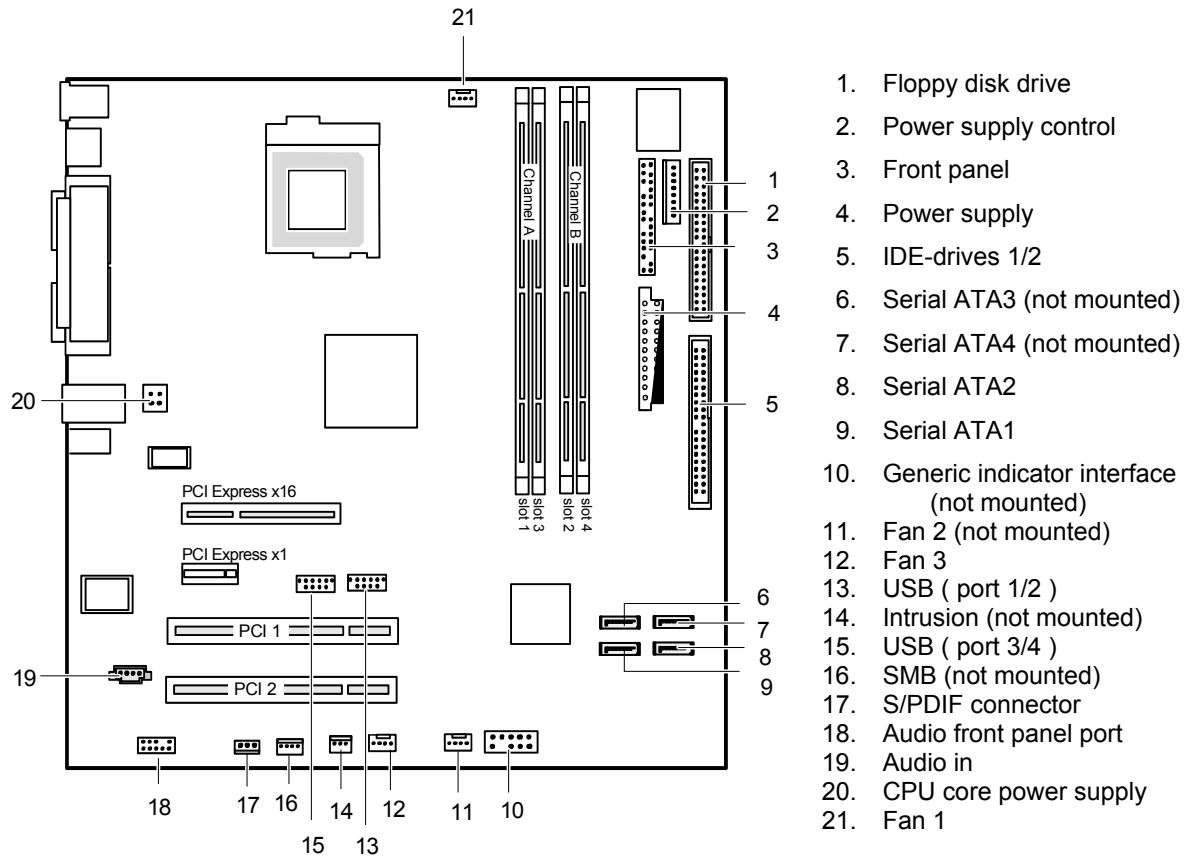 21
Channel A
Channel B
slot 1
slot 3
slot 2
slot 4
1
2
3
4
5
20
PCI Express x16
PCI Express x1
6
7
8
9
PCI 1
19
PCI 2
18
17
16
14
12
11
10
15
13
1. Floppy disk drive
2. Power supply control
3. Front panel
4. Power supply
5. IDE-drives 1/2
6. Serial ATA3 (not mounted)
7. Serial ATA4 (not mounted)
8. Serial ATA2
9. Serial ATA1
10. Generic indicator interface
(not mounted)
11. Fan 2 (not mounted)
12. Fan 3
13. USB ( port 1/2 )
14. Intrusion (not mounted)
15. USB ( port 3/4 )
16. SMB (not mounted)
17. S/PDIF connector
18. Audio front panel port
19. Audio in
20. CPU core power supply
21. Fan 1